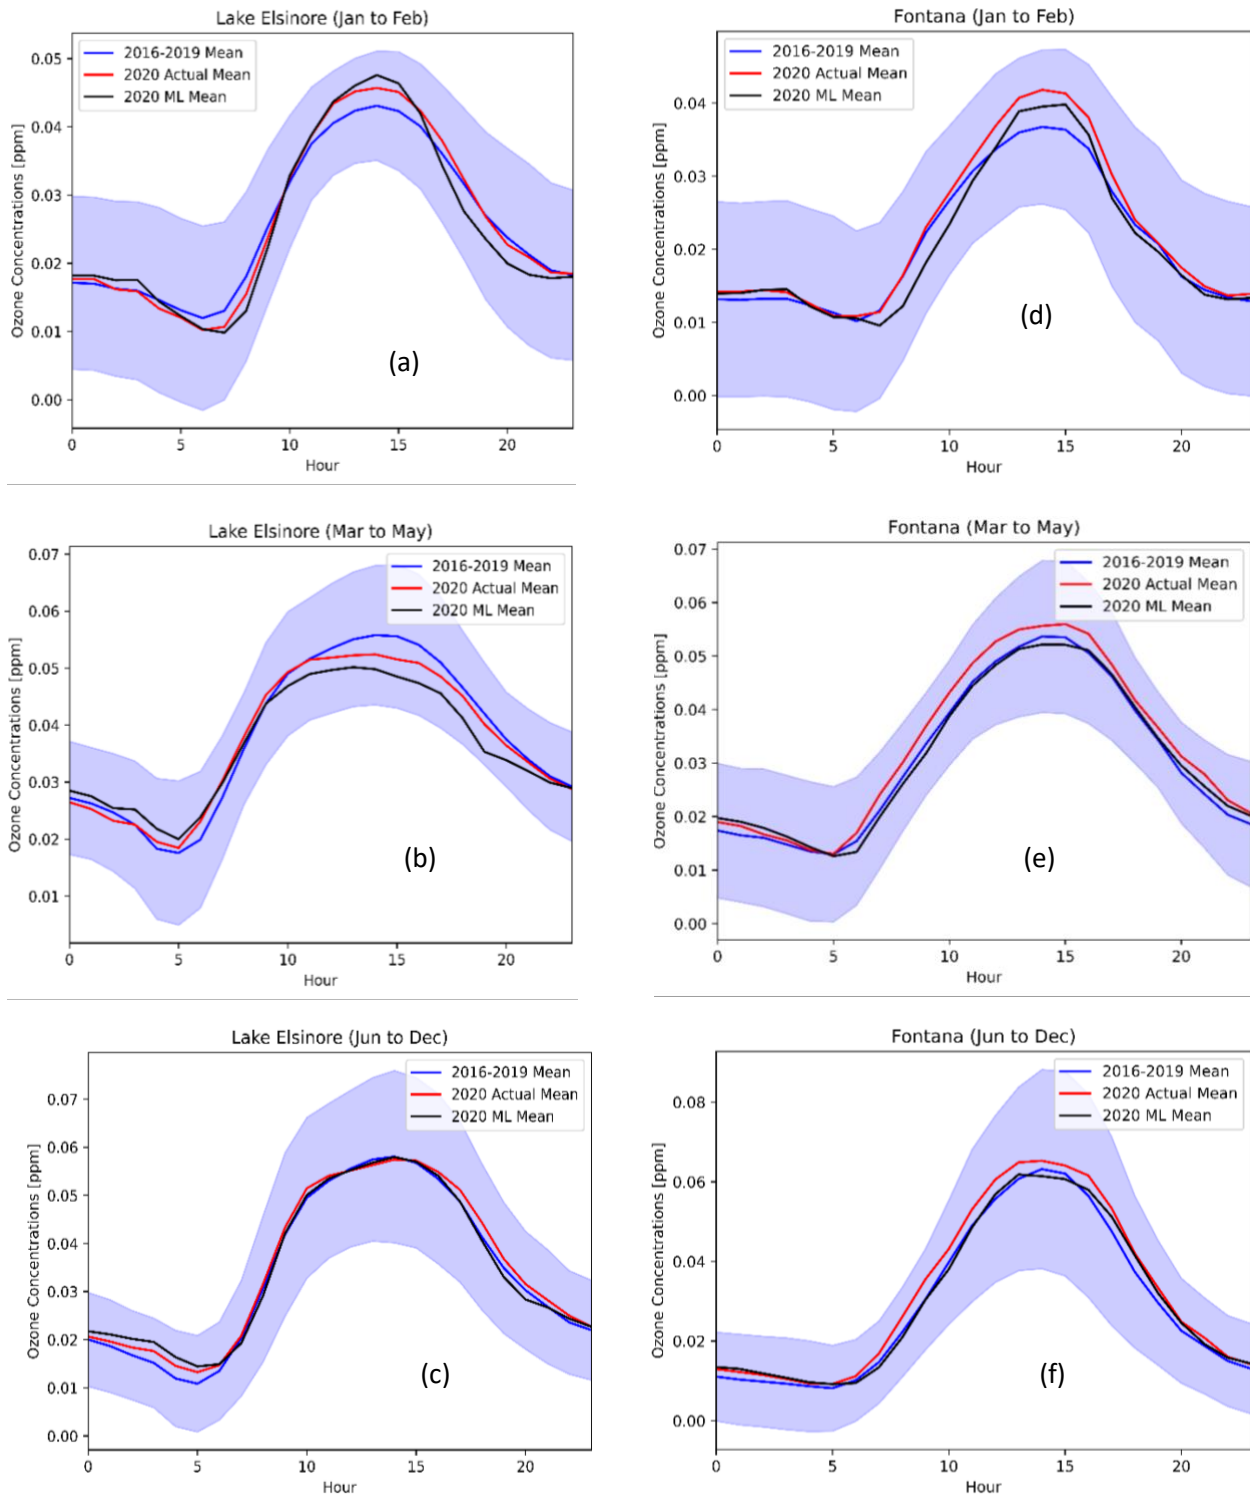 Lake Elsinore (Jan to Feb)
2016-2019 Mean
2020 Actual Mean
2020 ML Mean
Ozone Concentrations [ppm]
0.05
0.04
0.03
0.02
0.01
0.00
(a)
0 5 10 15 20
Hour
Fontana (Jan to Feb)
2016-2019 Mean
2020 Actual Mean
2020 ML Mean
Ozone Concentrations [ppm]
0.04
0.03
0.02
0.01
0.00
(d)
0 5 10 15 20
Hour
Lake Elsinore (Mar to May)
2016-2019 Mean
2020 Actual Mean
2020 ML Mean
Ozone Concentrations [ppm]
0.07
0.06
0.05
0.04
0.03
0.02
0.01
(b)
0 5 10 15 20
Hour
Fontana (Mar to May)
2016-2019 Mean
2020 Actual Mean
2020 ML Mean
Ozone Concentrations [ppm]
0.07
0.06
0.05
0.04
0.03
0.02
0.01
0.00
(e)
0 5 10 15 20
Hour
Lake Elsinore (Jun to Dec)
2016-2019 Mean
2020 Actual Mean
2020 ML Mean
Ozone Concentrations [ppm]
0.07
0.06
0.05
0.04
0.03
0.02
0.01
0.00
(c)
0 5 10 15 20
Hour
Fontana (Jun to Dec)
2016-2019 Mean
2020 Actual Mean
2020 ML Mean
Ozone Concentrations [ppm]
0.08
0.06
0.04
0.02
0.00
(f)
0 5 10 15 20
Hour